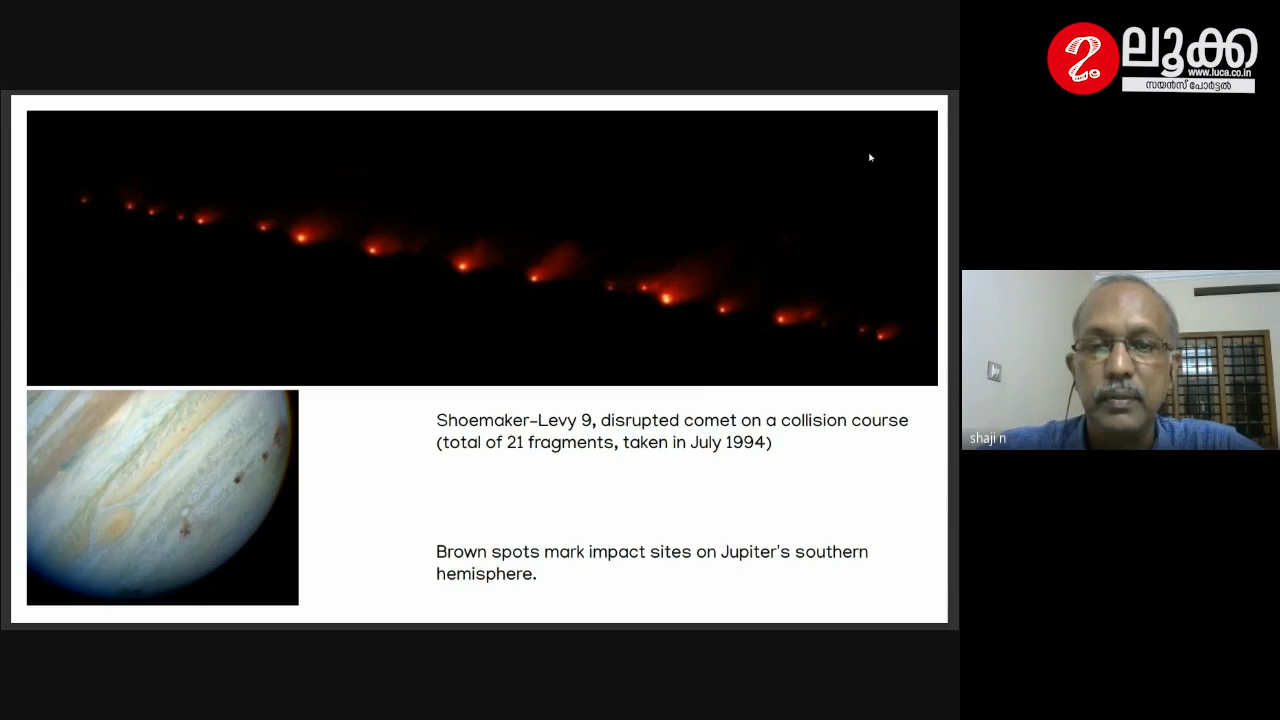 ലൂക്ക
www.luca.co.in
സയൻസ് പോർട്ടൽ
Shoemaker-Levy 9, disrupted comet on a collision course
(total of 21 fragments, taken in July 1994)
shaji n
Brown spots mark impact sites on Jupiter's southern
hemisphere.